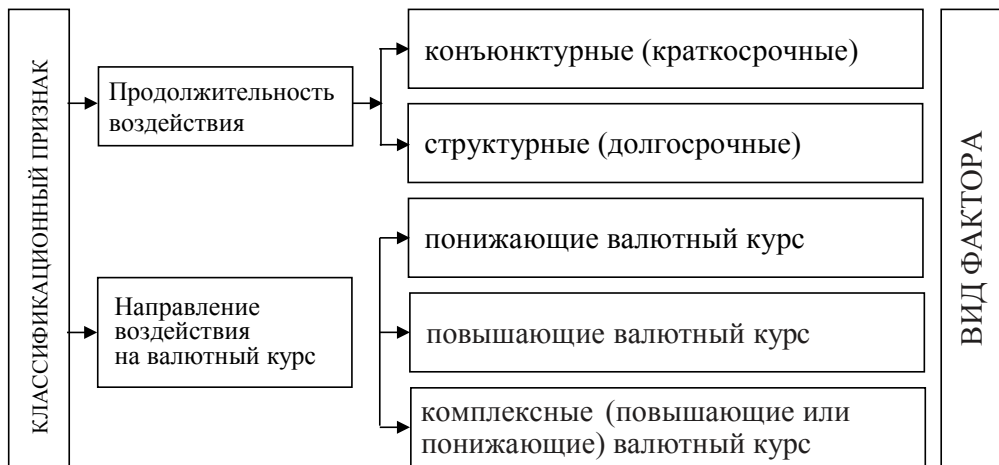 КЛАССИФИКАЦИОННЫЙ ПРИЗНАК
Продолжительность
воздействия
конъюнктурные (краткосрочные)
структурные (долгосрочные)
Направление
воздействия
на валютный курс
понижающие валютный курс
повышающие валютный курс
комплексные (повышающие или
понижающие) валютный курс
ВИД ФАКТОРА